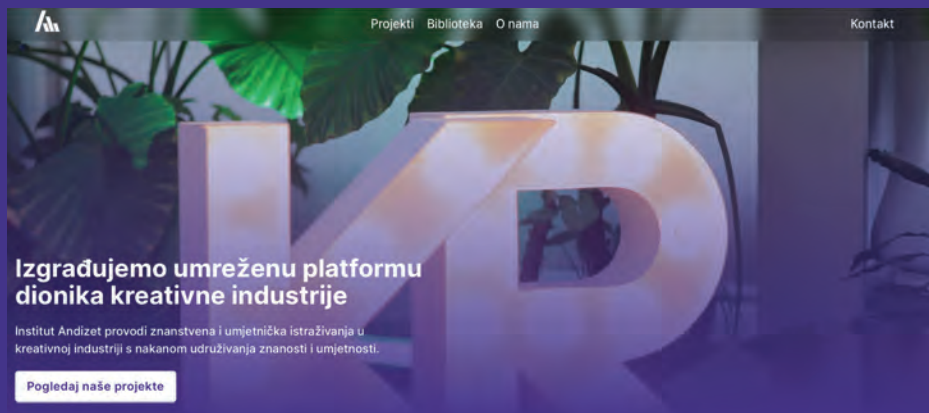 Projekti Biblioteka O nama Kontakt
KR
Izgrađujemo umreženu platformu
dionika kreativne industrije
Institut Andizet provodi znanstvena i umjetnička istraživanja u
kreativnoj industriji s nakanom udruživanja znanosti i umjetnosti.
Pogledaj naše projekte